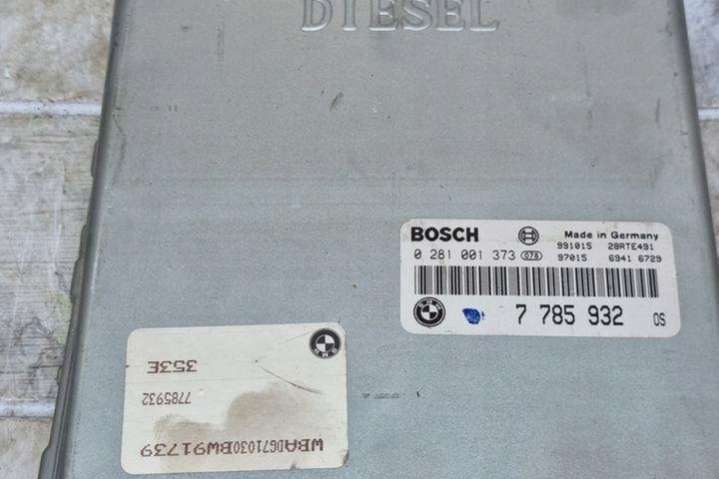 DIESEL
BOSCH Made in Germany
991015 28RTE491
0 281 001 373 078 97015 6941 6729
7 785 932 OS
353E
7785932
WBADG71030BW91739